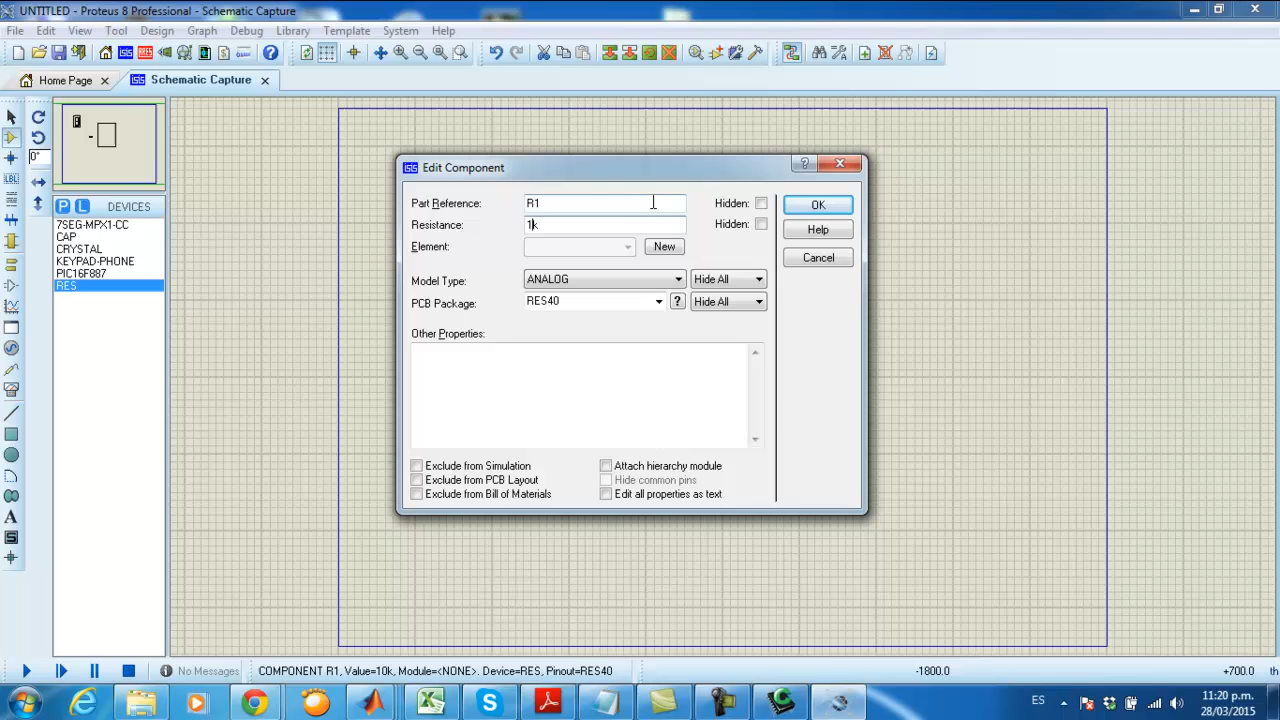 UNTITLED - Proteus 8 Professional - Schematic Capture
File Edit View Tool Design Graph Debug Library Template System Help
Home Page Schematic Capture
0°
LBL
P L DEVICES
7SEG-MPX1-CC
CAP
CRYSTAL
KEYPAD-PHONE
PIC16F887
RES
A
S
isis Edit Component
Part Reference: R1 Hidden:
Resistance: 1k Hidden:
Element: New
Model Type: ANALOG Hide All
PCB Package: RES40 ? Hide All
Other Properties:
OK
Help
Cancel
Exclude from Simulation Attach hierarchy module
Exclude from PCB Layout Hide common pins
Exclude from Bill of Materials Edit all properties as text
No Messages COMPONENT R1, Value=10k, Module=<NONE>. Device=RES, Pinout=RES40 -1800.0 +700.0
ES 11:20 p.m.
28/03/2015